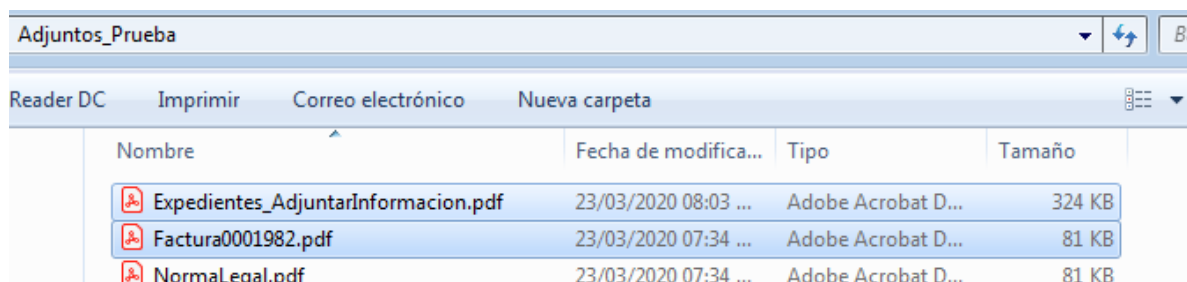 Adjuntos_Prueba
Reader DC Imprimir Correo electrónico Nueva carpeta
Nombre Fecha de modifica... Tipo Tamaño
Expedientes_AdjuntarInformacion.pdf 23/03/2020 08:03 ... Adobe Acrobat D... 324 KB
Factura0001982.pdf 23/03/2020 07:34 ... Adobe Acrobat D... 81 KB
NormaLegal.pdf 23/03/2020 07:34 ... Adobe Acrobat D... 81 KB